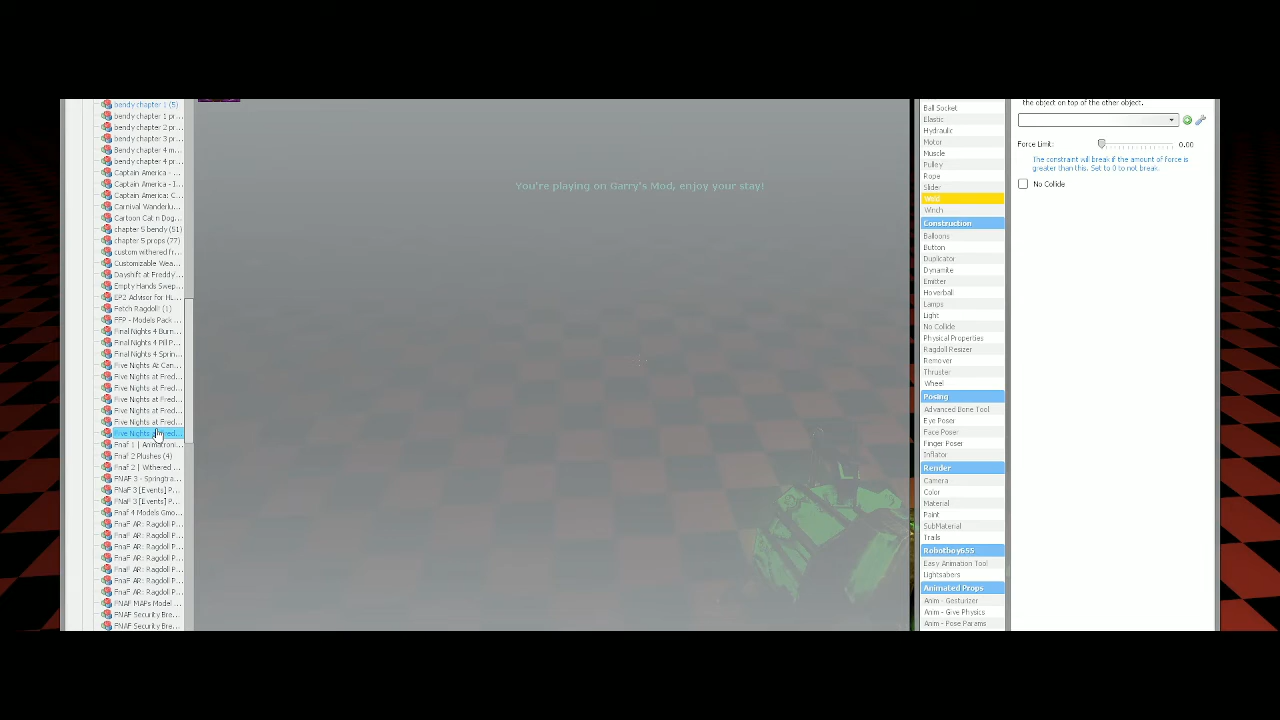 bendy chapter 1 (5)
bendy chapter 1 pr...
bendy chapter 2 pr...
bendy chapter 3 pr...
Bendy chapter 4 m...
bendy chapter 4 pr...
Captain America - ...
Captain America - 1...
Captain America: C...
Carnival Wanderlu...
Cartoon Cat n Dog...
chapter 5 bendy (51)
chapter 5 props (77)
custom withered fr...
Customizable Wea...
Dayshift at Freddy...
Empty Hands Swep...
EP2 Advisor for HL...
Fetch Ragdoll! (1)
FFP - Models Pack ...
Final Nights 4 Burn...
Final Nights 4 Pill P...
Final Nights 4 Sprin...
Five Nights At Can...
Five Nights at Fred...
Five Nights at Fred...
Five Nights at Fred...
Five Nights at Fred...
Five Nights at Fred...
Five Nights at Fred...
Fnaf 1 | Animatroni...
Fnaf 2 Plushes (4)
Fnaf 2 | Withered ...
FNAF 3 - Springtra...
FNaF 3 [Events] P...
FNaF 3 [Events] P...
Fnaf 4 Models Gmo...
FnaF AR: Ragdoll P...
FnaF AR: Ragdoll P...
FnaF AR: Ragdoll P...
FnaF AR: Ragdoll P...
FnaF AR: Ragdoll P...
FnaF AR: Ragdoll P...
FnaF AR: Ragdoll P...
FNAF MAPs Model ...
FNAF Security Bre...
FNAF Security Bre...
You're playing on Garry's Mod, enjoy your stay!
Ball Socket
Elastic
Hydraulic
Motor
Muscle
Pulley
Rope
Slider
Weld
Winch
Construction
Balloons
Button
Duplicator
Dynamite
Emitter
Hoverball
Lamps
Light
No Collide
Physical Properties
Ragdoll Resizer
Remover
Thruster
Wheel
Posing
Advanced Bone Tool
Eye Poser
Face Poser
Finger Poser
Inflator
Render
Camera
Color
Material
Paint
SubMaterial
Trails
Robotboy655
Easy Animation Tool
Lightsabers
Animated Props
Anim - Gesturizer
Anim - Give Physics
Anim - Pose Params
the object on top of the other object.
Force Limit: 0.00
The constraint will break if the amount of force is
greater than this. Set to 0 to not break.
No Collide